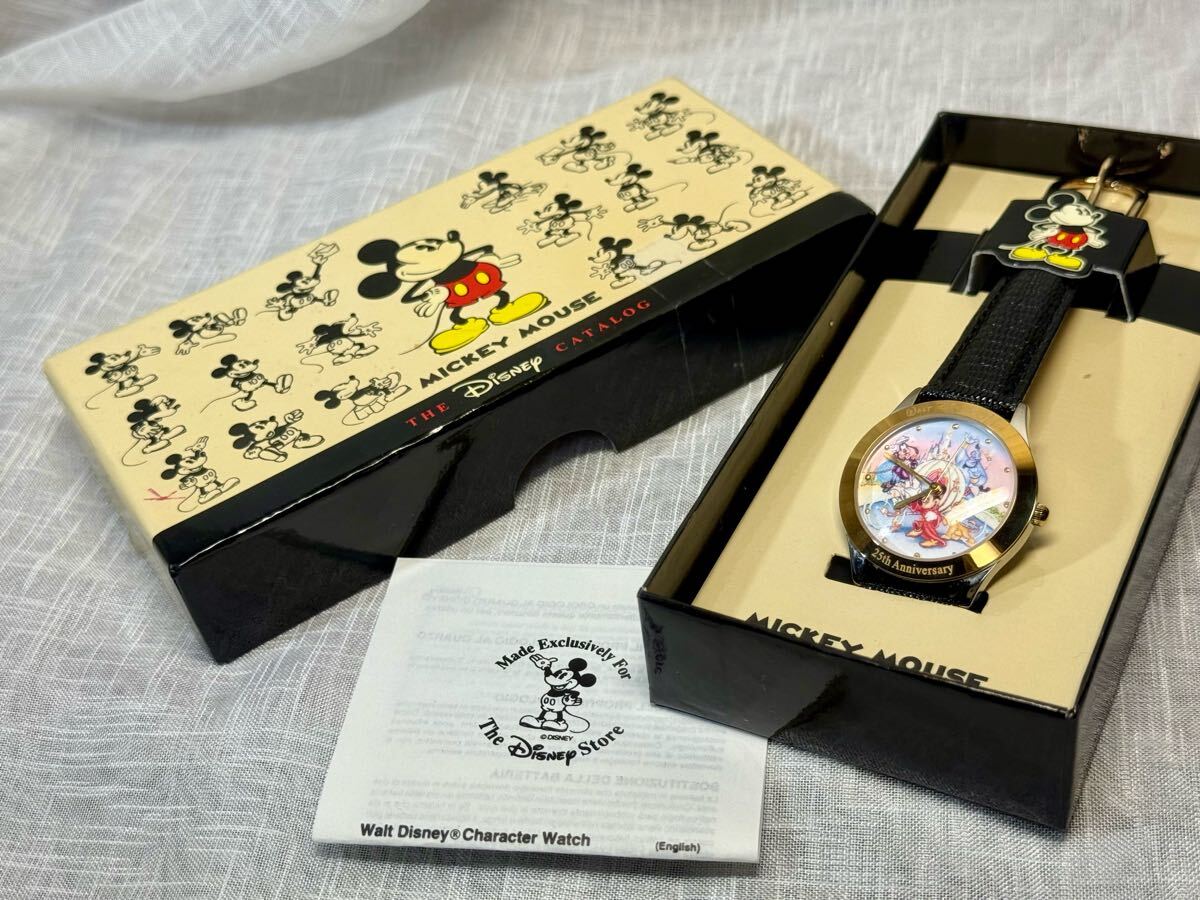 MICKEY MOUSE
THE Disney CATALOG
WALT
25th Anniversary
MICKEY MOUSE
Made Exclusively For
© DISNEY
The Disney Store
SOSTITUZIONE DELLA BATTERIA
Walt Disney® Character Watch
(English)